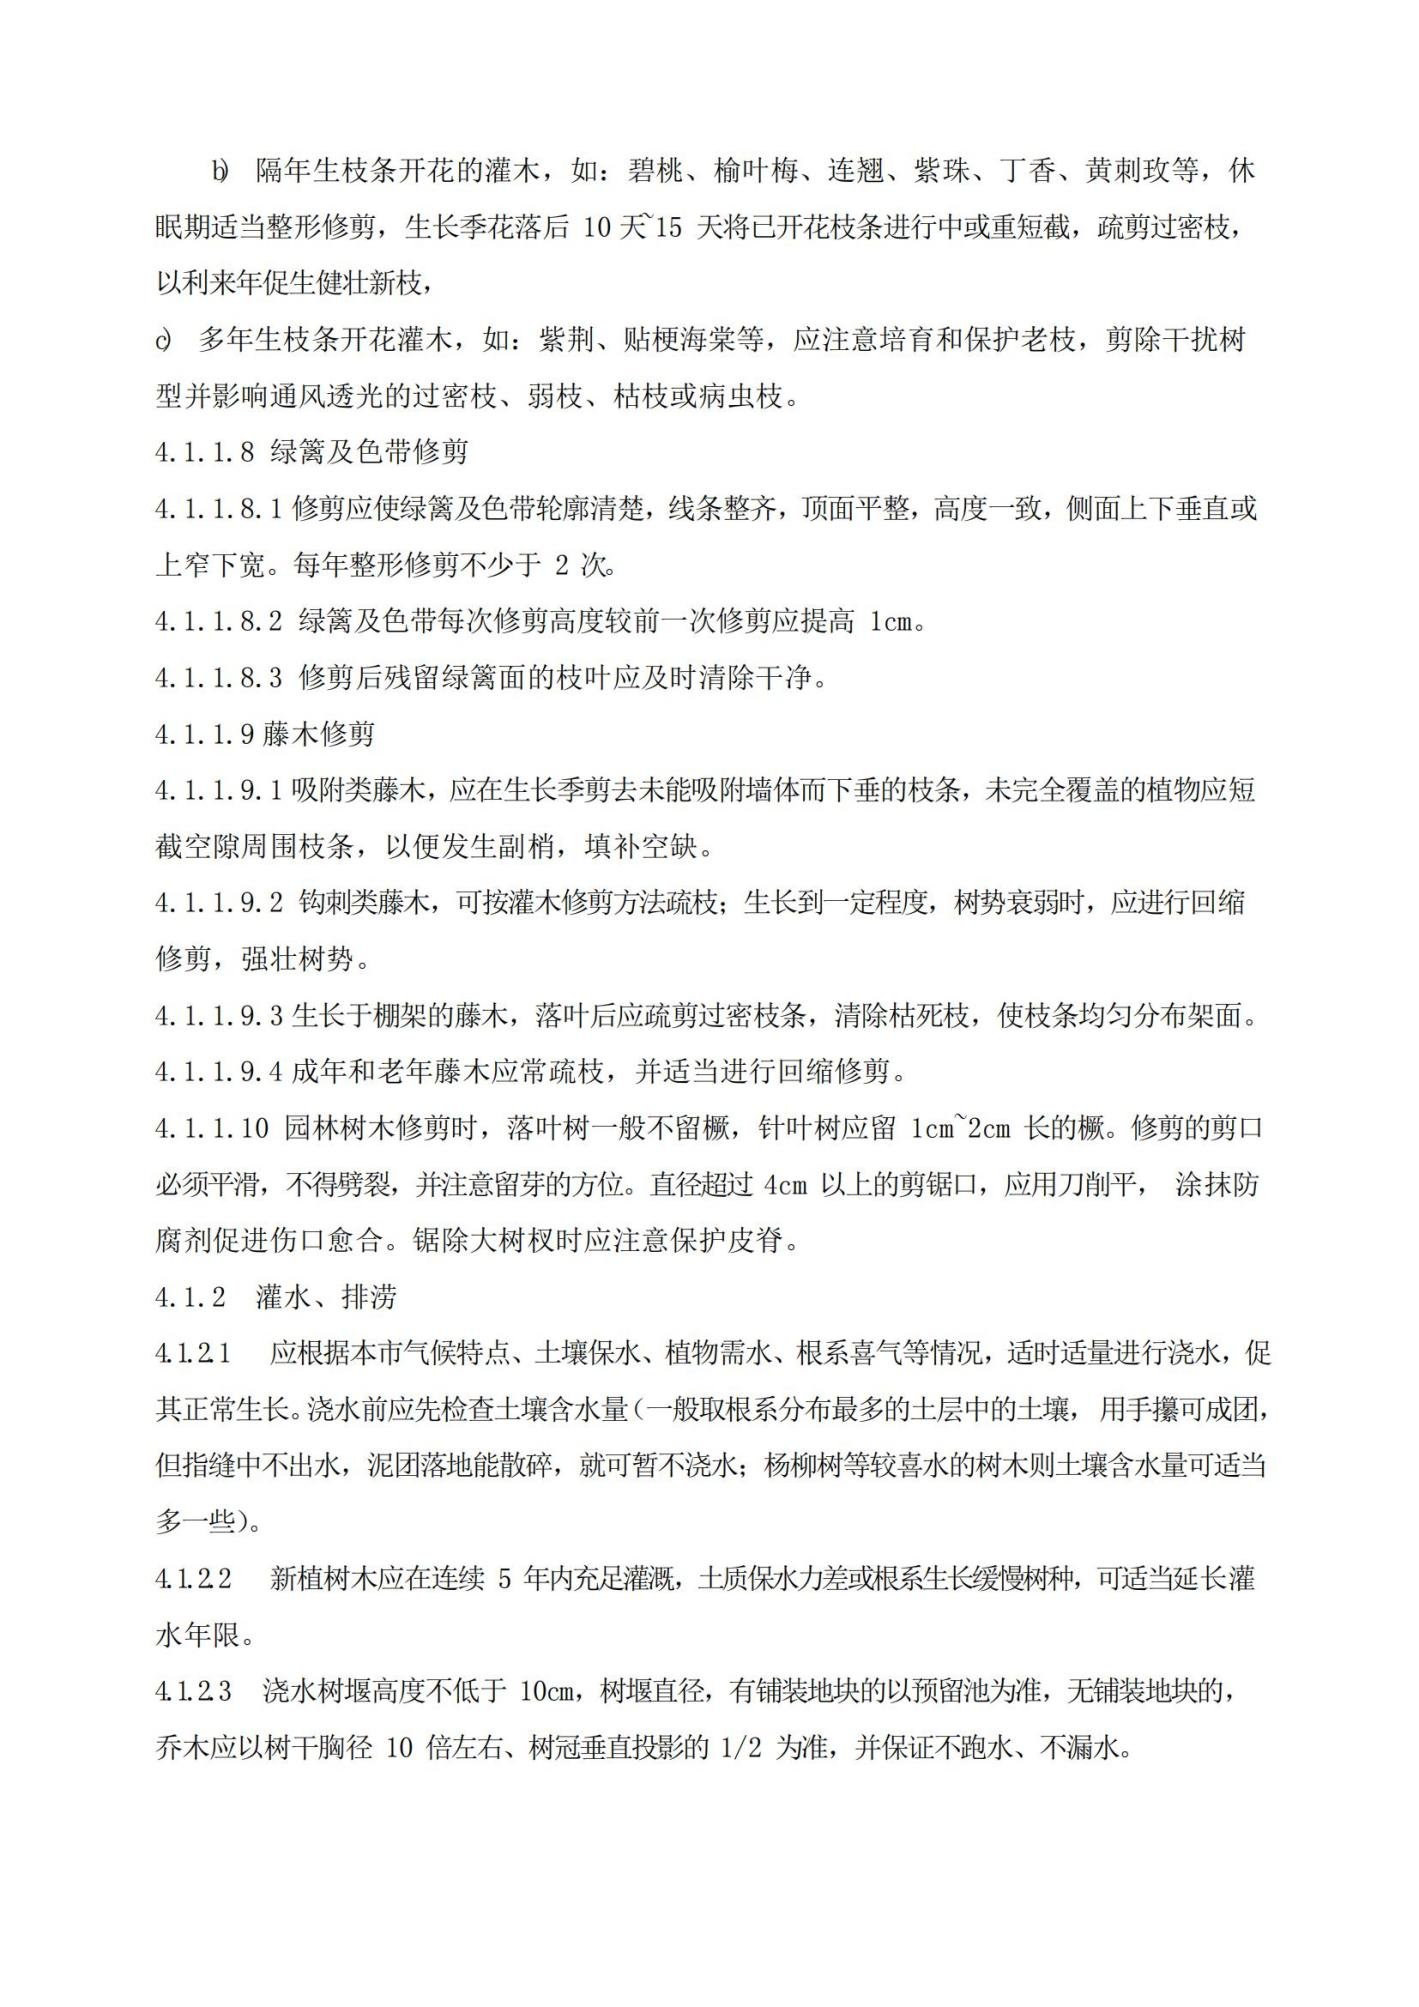 b) 隔年生枝条开花的灌木，如：碧桃、榆叶梅、连翘、紫珠、丁香、黄刺玫等，休
眠期适当整形修剪，生长季花落后 10 天~15 天将已开花枝条进行中或重短截，疏剪过密枝，
以利来年促生健壮新枝，
c) 多年生枝条开花灌木，如：紫荆、贴梗海棠等，应注意培育和保护老枝，剪除干扰树
型并影响通风透光的过密枝、弱枝、枯枝或病虫枝。
4.1.1.8 绿篱及色带修剪
4.1.1.8.1 修剪应使绿篱及色带轮廓清楚，线条整齐，顶面平整，高度一致，侧面上下垂直或
上窄下宽。每年整形修剪不少于 2 次。
4.1.1.8.2 绿篱及色带每次修剪高度较前一次修剪应提高 1cm。
4.1.1.8.3 修剪后残留绿篱面的枝叶应及时清除干净。
4.1.1.9 藤木修剪
4.1.1.9.1 吸附类藤木，应在生长季剪去未能吸附墙体而下垂的枝条，未完全覆盖的植物应短
截空隙周围枝条，以便发生副梢，填补空缺。
4.1.1.9.2 钩刺类藤木，可按灌木修剪方法疏枝；生长到一定程度，树势衰弱时，应进行回缩
修剪，强壮树势。
4.1.1.9.3 生长于棚架的藤木，落叶后应疏剪过密枝条，清除枯死枝，使枝条均匀分布架面。
4.1.1.9.4 成年和老年藤木应常疏枝，并适当进行回缩修剪。
4.1.1.10 园林树木修剪时，落叶树一般不留橛，针叶树应留 1cm~2cm 长的橛。修剪的剪口
必须平滑，不得劈裂，并注意留芽的方位。直径超过 4cm 以上的剪锯口，应用刀削平， 涂抹防
腐剂促进伤口愈合。锯除大树杈时应注意保护皮脊。
4.1.2 灌水、排涝
4.1.2.1 应根据本市气候特点、土壤保水、植物需水、根系喜气等情况，适时适量进行浇水，促
其正常生长。浇水前应先检查土壤含水量（一般取根系分布最多的土层中的土壤， 用手攥可成团，
但指缝中不出水，泥团落地能散碎，就可暂不浇水；杨柳树等较喜水的树木则土壤含水量可适当
多一些）。
4.1.2.2 新植树木应在连续 5 年内充足灌溉，土质保水力差或根系生长缓慢树种，可适当延长灌
水年限。
4.1.2.3 浇水树堰高度不低于 10cm，树堰直径，有铺装地块的以预留池为准，无铺装地块的，
乔木应以树干胸径 10 倍左右、树冠垂直投影的 1/2 为准，并保证不跑水、不漏水。